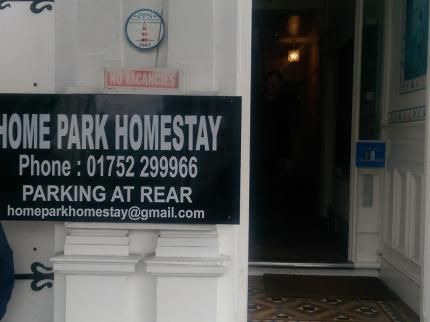 NO VACANCIES
HOME PARK HOMESTAY
Phone : 01752 299966
PARKING AT REAR
homeparkhomestay@gmail.com